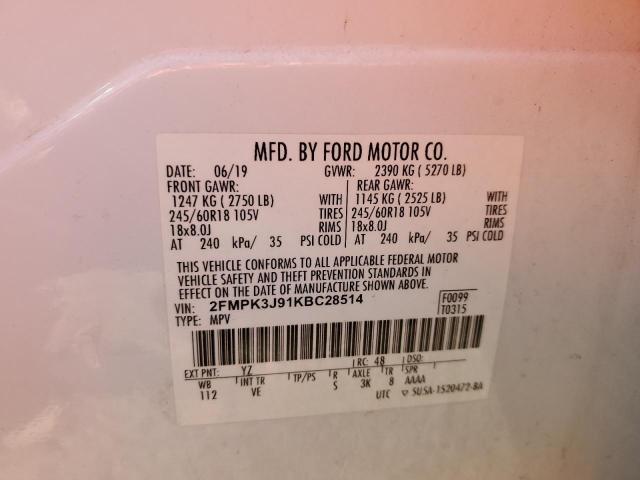 MFD. BY FORD MOTOR CO.
DATE: 06/19 GVWR: 2390 KG ( 5270 LB)
FRONT GAWR: REAR GAWR:
1247 KG ( 2750 LB) WITH 1145 KG ( 2525 LB) WITH
245/60R18 105V TIRES 245/60R18 105V TIRES
18x8.0J RIMS 18x8.0J RIMS
AT 240 kPa/ 35 PSI COLD AT 240 kPa/ 35 PSI COLD
THIS VEHICLE CONFORMS TO ALL APPLICABLE FEDERAL MOTOR
VEHICLE SAFETY AND THEFT PREVENTION STANDARDS IN
EFFECT ON THE DATE OF MANUFACTURE SHOWN ABOVE.
VIN: 2FMPK3J91KBC28514 F0099
TYPE: MPV T0315
EXT PNT: YZ RC: 48 DSO:
WB INT TR TP/PS R AXLE TR SPR
112 VE S 3K 8 AAAA
UTC ▽ SUSA-1520472-BA